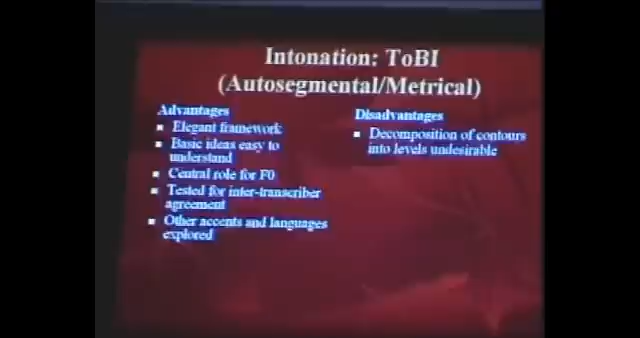 Intonation: ToBI
(Autosegmental/Metrical)
Advantages
Elegant framework
Basic ideas easy to
understand
Central role for F0
Tested for inter-transcriber
agreement
Other accents and languages
explored
Disadvantages
Decomposition of contours
into levels undesirable